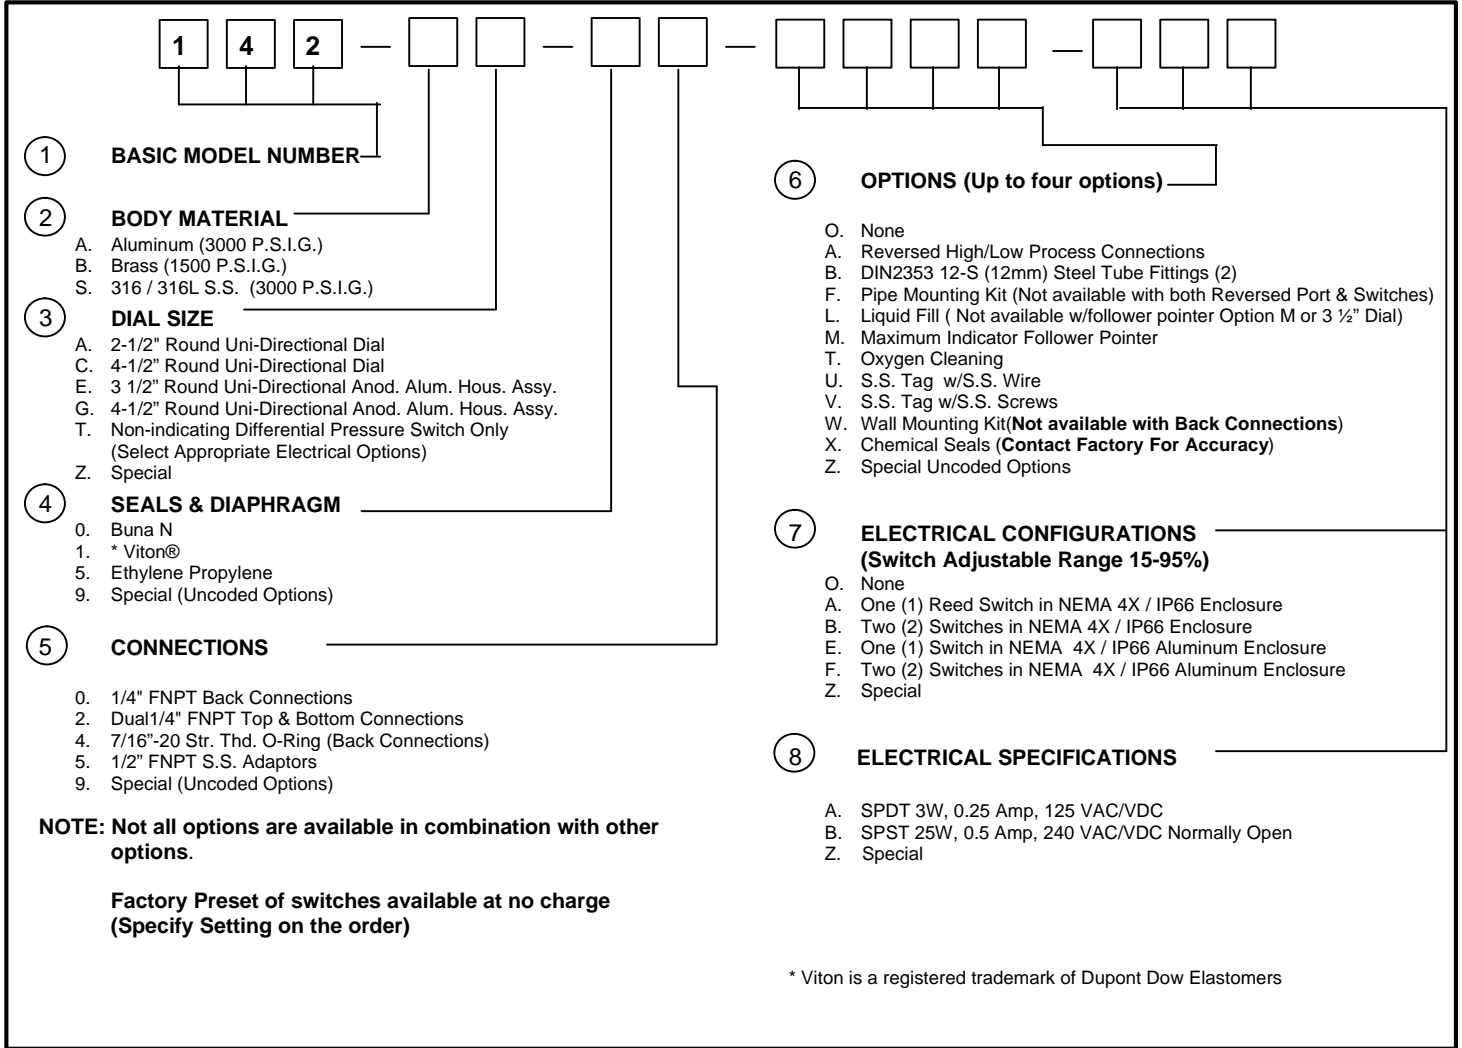 1 4 2
1 BASIC MODEL NUMBER
2 BODY MATERIAL
A. Aluminum (3000 P.S.I.G.)
B. Brass (1500 P.S.I.G.)
S. 316 / 316L S.S. (3000 P.S.I.G.)
3 DIAL SIZE
A. 2-1/2" Round Uni-Directional Dial
C. 4-1/2” Round Uni-Directional Dial
E. 3 1/2” Round Uni-Directional Anod. Alum. Hous. Assy.
G. 4-1/2” Round Uni-Directional Anod. Alum. Hous. Assy.
T. Non-indicating Differential Pressure Switch Only
(Select Appropriate Electrical Options)
Z. Special
4 SEALS & DIAPHRAGM
0. Buna N
1. * Viton®
5. Ethylene Propylene
9. Special (Uncoded Options)
5 CONNECTIONS
0. 1/4" FNPT Back Connections
2. Dual1/4" FNPT Top & Bottom Connections
4. 7/16”-20 Str. Thd. O-Ring (Back Connections)
5. 1/2” FNPT S.S. Adaptors
9. Special (Uncoded Options)
NOTE: Not all options are available in combination with other
options.
Factory Preset of switches available at no charge
(Specify Setting on the order)
6 OPTIONS (Up to four options)
O. None
A. Reversed High/Low Process Connections
B. DIN2353 12-S (12mm) Steel Tube Fittings (2)
F. Pipe Mounting Kit (Not available with both Reversed Port & Switches)
L. Liquid Fill ( Not available w/follower pointer Option M or 3 ½” Dial)
M. Maximum Indicator Follower Pointer
T. Oxygen Cleaning
U. S.S. Tag w/S.S. Wire
V. S.S. Tag w/S.S. Screws
W. Wall Mounting Kit(Not available with Back Connections)
X. Chemical Seals (Contact Factory For Accuracy)
Z. Special Uncoded Options
7 ELECTRICAL CONFIGURATIONS
(Switch Adjustable Range 15-95%)
O. None
A. One (1) Reed Switch in NEMA 4X / IP66 Enclosure
B. Two (2) Switches in NEMA 4X / IP66 Enclosure
E. One (1) Switch in NEMA 4X / IP66 Aluminum Enclosure
F. Two (2) Switches in NEMA 4X / IP66 Aluminum Enclosure
Z. Special
8 ELECTRICAL SPECIFICATIONS
A. SPDT 3W, 0.25 Amp, 125 VAC/VDC
B. SPST 25W, 0.5 Amp, 240 VAC/VDC Normally Open
Z. Special
* Viton is a registered trademark of Dupont Dow Elastomers